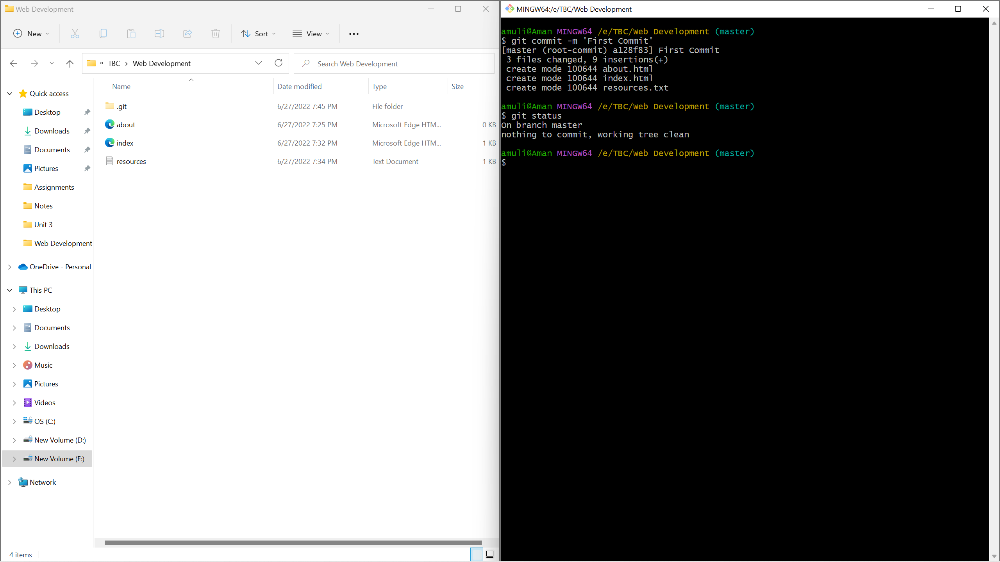 Web Development
New
Sort
View
« TBC > Web Development
Search Web Development
Name
Date modified
Type
Size
.git
6/27/2022 7:45 PM
File folder
about
6/27/2022 7:25 PM
Microsoft Edge HTM...
0 KB
index
6/27/2022 7:32 PM
Microsoft Edge HTM...
1 KB
resources
6/27/2022 7:34 PM
Text Document
1 KB
Quick access
Desktop
Downloads
Documents
Pictures
Assignments
Notes
Unit 3
Web Development
OneDrive - Personal
This PC
Desktop
Documents
Downloads
Music
Pictures
Videos
OS (C:)
New Volume (D:)
New Volume (E:)
Network
4 items
MINGW64:/e/TBC/Web Development
amuli@Aman MINGW64 /e/TBC/Web Development (master)
$ git commit -m 'First Commit'
[master (root-commit) a128f83] First Commit
3 files changed, 9 insertions(+)
create mode 100644 about.html
create mode 100644 index.html
create mode 100644 resources.txt
amuli@Aman MINGW64 /e/TBC/Web Development (master)
$ git status
On branch master
nothing to commit, working tree clean
amuli@Aman MINGW64 /e/TBC/Web Development (master)
$